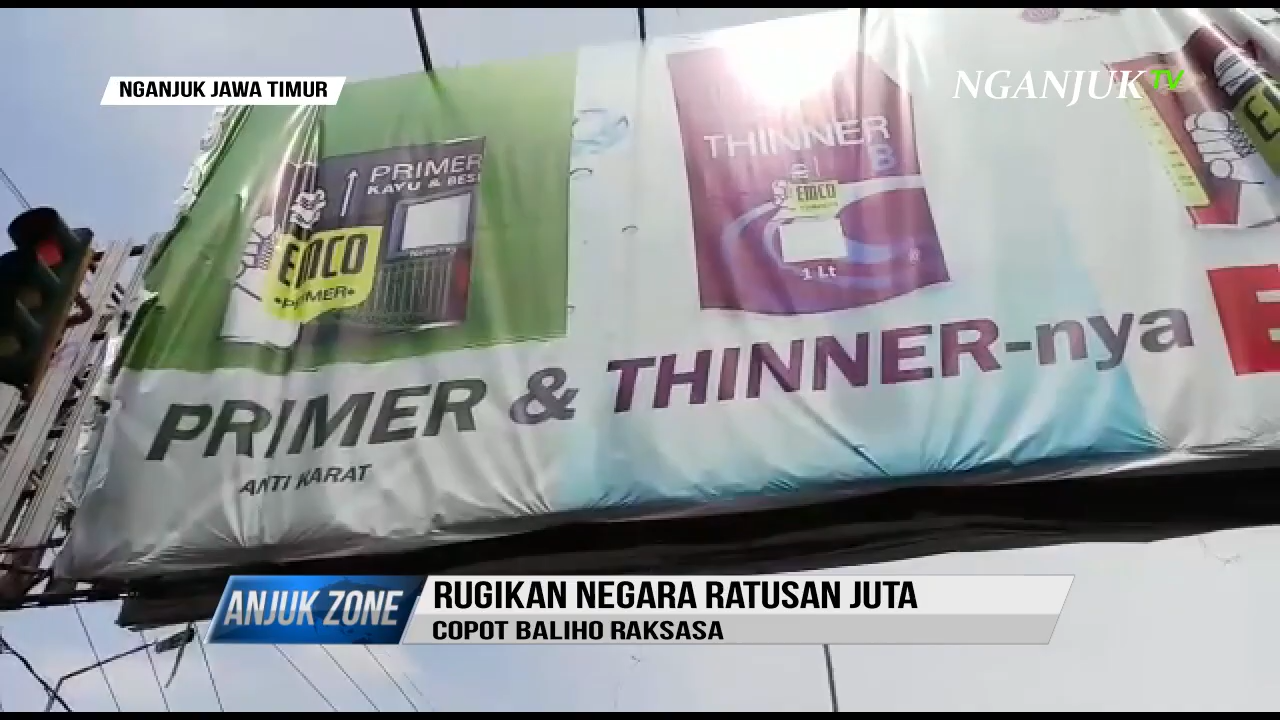 NGANJUK JAWA TIMUR
NGANJUK TV
PRIMER
KAYU & BESI
EMCO
PRIMER
THINNER
B
EMCO
1 Lt
PRIMER & THINNER-nya
E
ANTI KARAT
ANJUK ZONE
RUGIKAN NEGARA RATUSAN JUTA
COPOT BALIHO RAKSASA